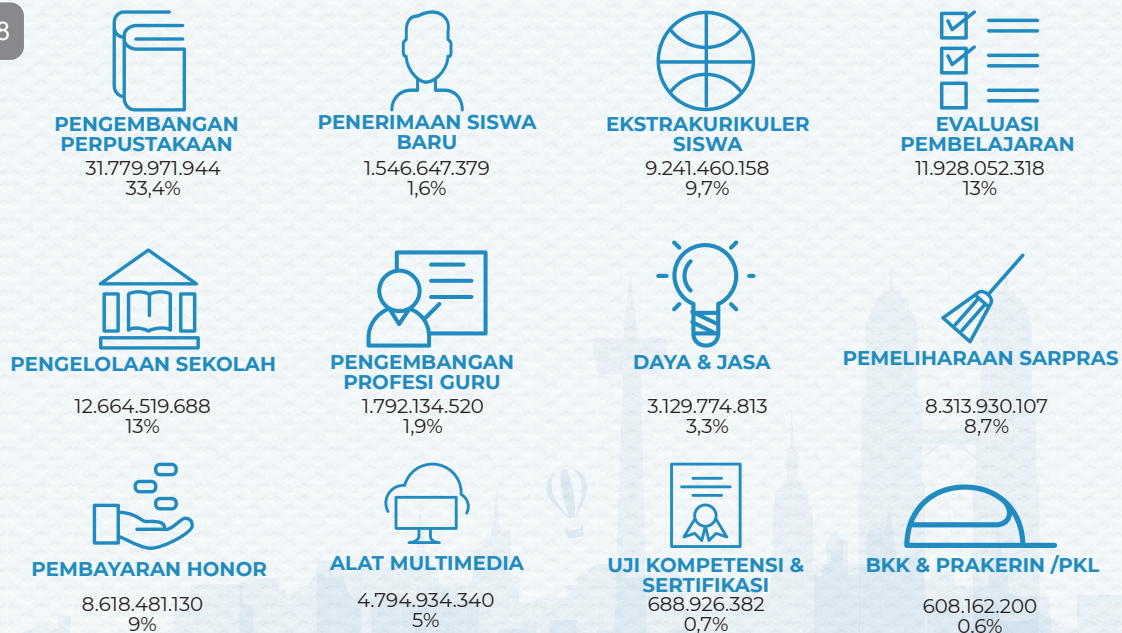 8
PENGEMBANGAN
PERPUSTAKAAN
31.779.971.944
33,4%
PENERIMAAN SISWA
BARU
1.546.647.379
1,6%
EKSTRAKURIKULER
SISWA
9.241.460.158
9,7%
EVALUASI
PEMBELAJARAN
11.928.052.318
13%
PENGELOLAAN SEKOLAH
12.664.519.688
13%
PENGEMBANGAN
PROFESI GURU
1.792.134.520
1,9%
DAYA & JASA
3.129.774.813
3,3%
PEMELIHARAAN SARPRAS
8.313.930.107
8,7%
PEMBAYARAN HONOR
8.618.481.130
9%
ALAT MULTIMEDIA
4.794.934.340
5%
UJI KOMPETENSI &
SERTIFIKASI
688.926.382
0,7%
BKK & PRAKERIN /PKL
608.162.200
0,6%